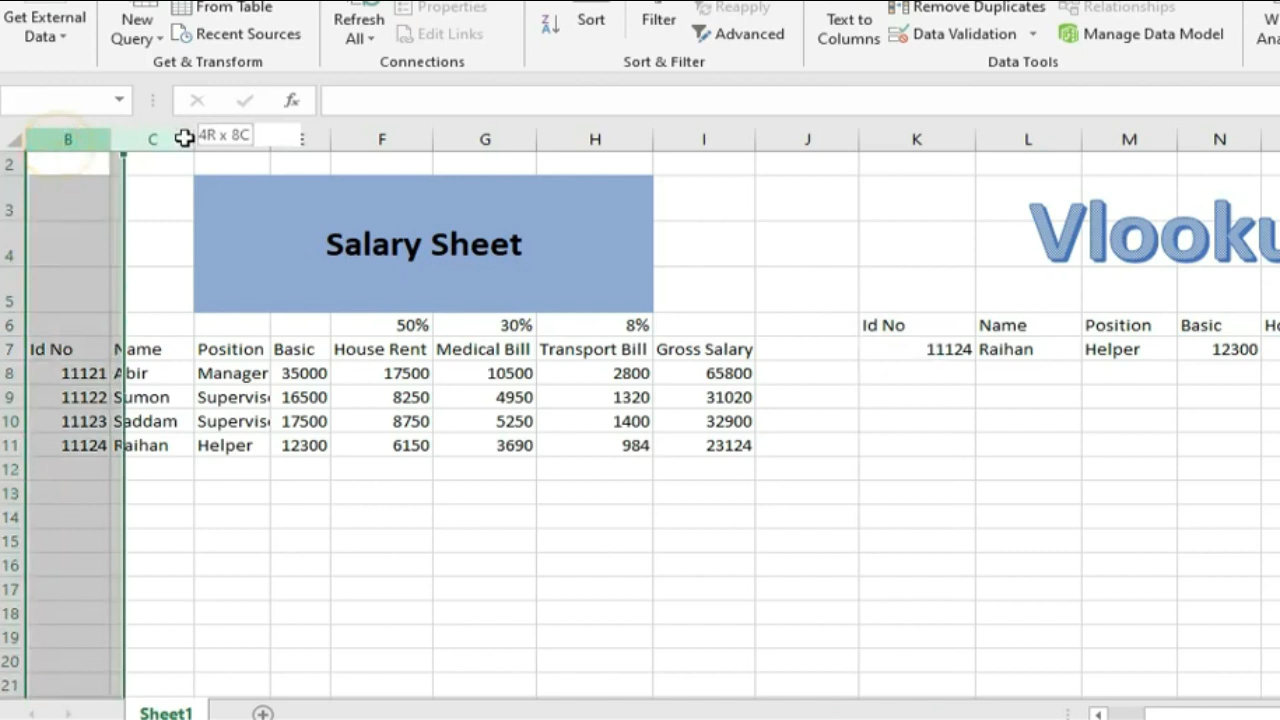 From Table
Properties
Reapply
Remove Duplicates
Relationships
Get External
Data
New
Query
Recent Sources
Refresh
All
Edit Links
Sort
Filter
Advanced
Text to
Columns
Data Validation
Manage Data Model
Get & Transform
Connections
Sort & Filter
Data Tools
fx
B C 4R x 8C F G H I J K L M N
2
3
4
5
Salary Sheet
6 50% 30% 8% Id No Name Position Basic
7 Id No Name Position Basic House Rent Medical Bill Transport Bill Gross Salary 11124 Raihan Helper 12300
8 11121 Abir Manager 35000 17500 10500 2800 65800
9 11122 Sumon Supervis 16500 8250 4950 1320 31020
10 11123 Saddam Supervis 17500 8750 5250 1400 32900
11 11124 Raihan Helper 12300 6150 3690 984 23124
12
13
14
15
16
17
18
19
20
21
Sheet1